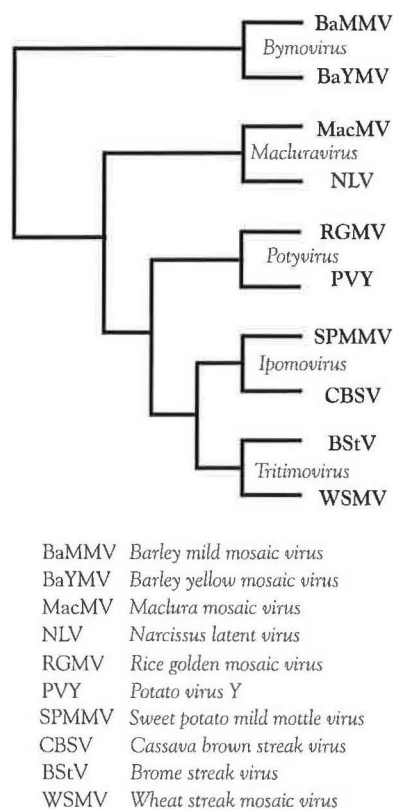 BaMMV
Bymovirus
BaYMV
MacMV
Macluravirus
NLV
RGMV
Potyvirus
PVY
SPMMV
Ipomovirus
CBSV
BStV
Tritimovirus
WSMV
BaMMV Barley mild mosaic virus
BaYMV Barley yellow mosaic virus
MacMV Maclura mosaic virus
NLV Narcissus latent virus
RGMV Rice golden mosaic virus
PVY Potato virus Y
SPMMV Sweet potato mild mottle virus
CBSV Cassava brown streak virus
BStV Brome streak virus
WSMV Wheat streak mosaic virus